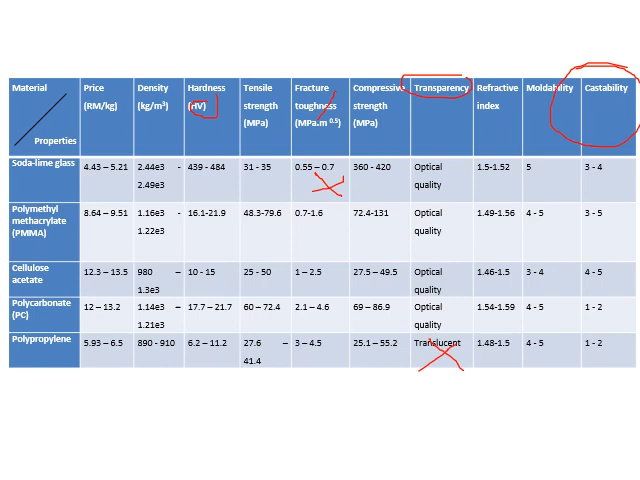 Material Properties Price (RM/kg) Density (kg/m³) Hardness (HV) Tensile strength (MPa) Fracture toughness (MPa.m 0.5) Compressive strength (MPa) Transparency Refractive index Moldability Castability
Soda-lime glass 4.43 – 5.21 2.44e3 - 2.49e3 439 - 484 31 - 35 0.55 – 0.7 360 - 420 Optical quality 1.5-1.52 5 3 - 4
Polymethyl methacrylate (PMMA) 8.64 – 9.51 1.16e3 - 1.22e3 16.1-21.9 48.3-79.6 0.7-1.6 72.4-131 Optical quality 1.49-1.56 4 - 5 3 - 5
Cellulose acetate 12.3 – 13.5 980 – 1.3e3 10 - 15 25 - 50 1 – 2.5 27.5 – 49.5 Optical quality 1.46-1.5 3 - 4 4 - 5
Polycarbonate (PC) 12 – 13.2 1.14e3 – 1.21e3 17.7 – 21.7 60 – 72.4 2.1 – 4.6 69 – 86.9 Optical quality 1.54-1.59 4 - 5 1 - 2
Polypropylene 5.93 – 6.5 890 - 910 6.2 – 11.2 27.6 – 41.4 3 – 4.5 25.1 – 55.2 Translucent 1.48-1.5 4 - 5 1 - 2